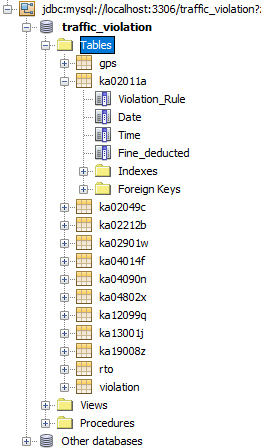 jdbc:mysql://localhost:3306/traffic_violation?:
traffic_violation
Tables
gps
ka02011a
Violation_Rule
Date
Time
Fine_deducted
Indexes
Foreign Keys
ka02049c
ka02212b
ka02901w
ka04014f
ka04090n
ka04802x
ka12099q
ka13001j
ka19008z
rto
violation
Views
Procedures
Other databases